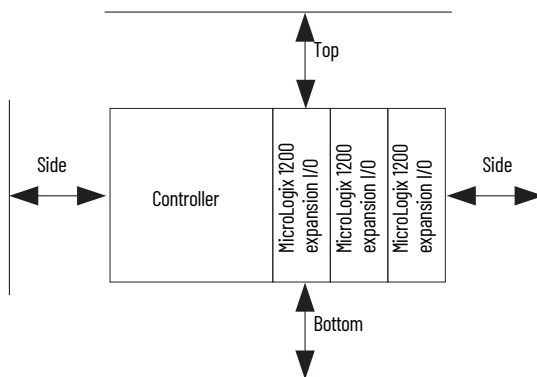 Top
Side
Controller
MicroLogix 1200
expansion I/O
MicroLogix 1200
expansion I/O
MicroLogix 1200
expansion I/O
Side
Bottom